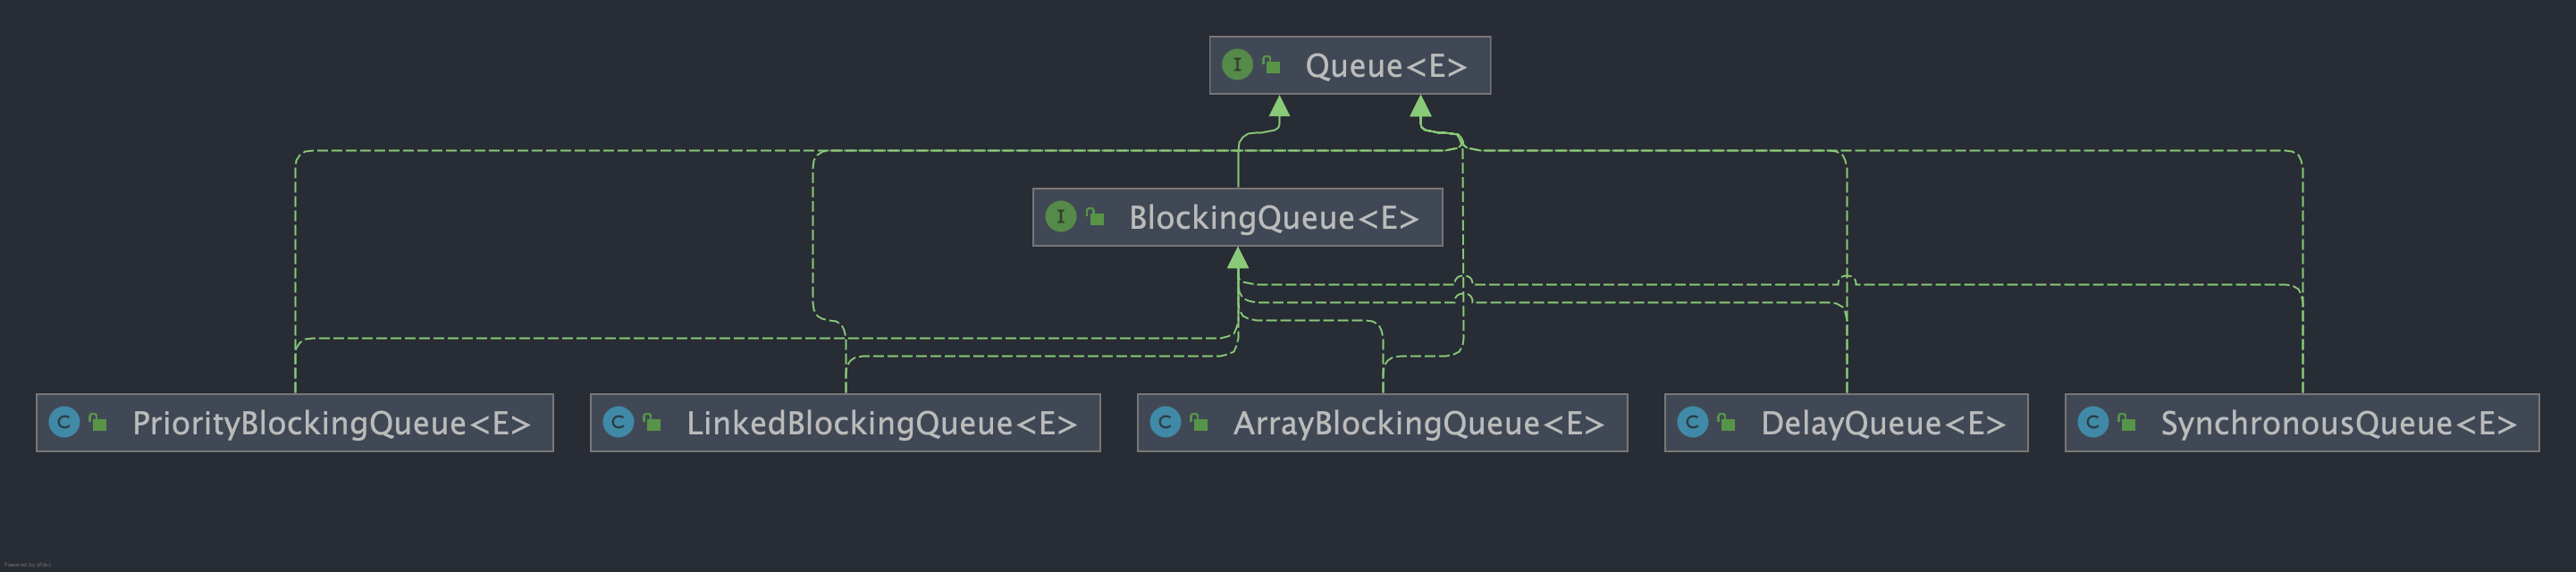 I Queue<E>
I BlockingQueue<E>
C PriorityBlockingQueue<E>
C LinkedBlockingQueue<E>
C ArrayBlockingQueue<E>
C DelayQueue<E>
C SynchronousQueue<E>
Powered by yFiles